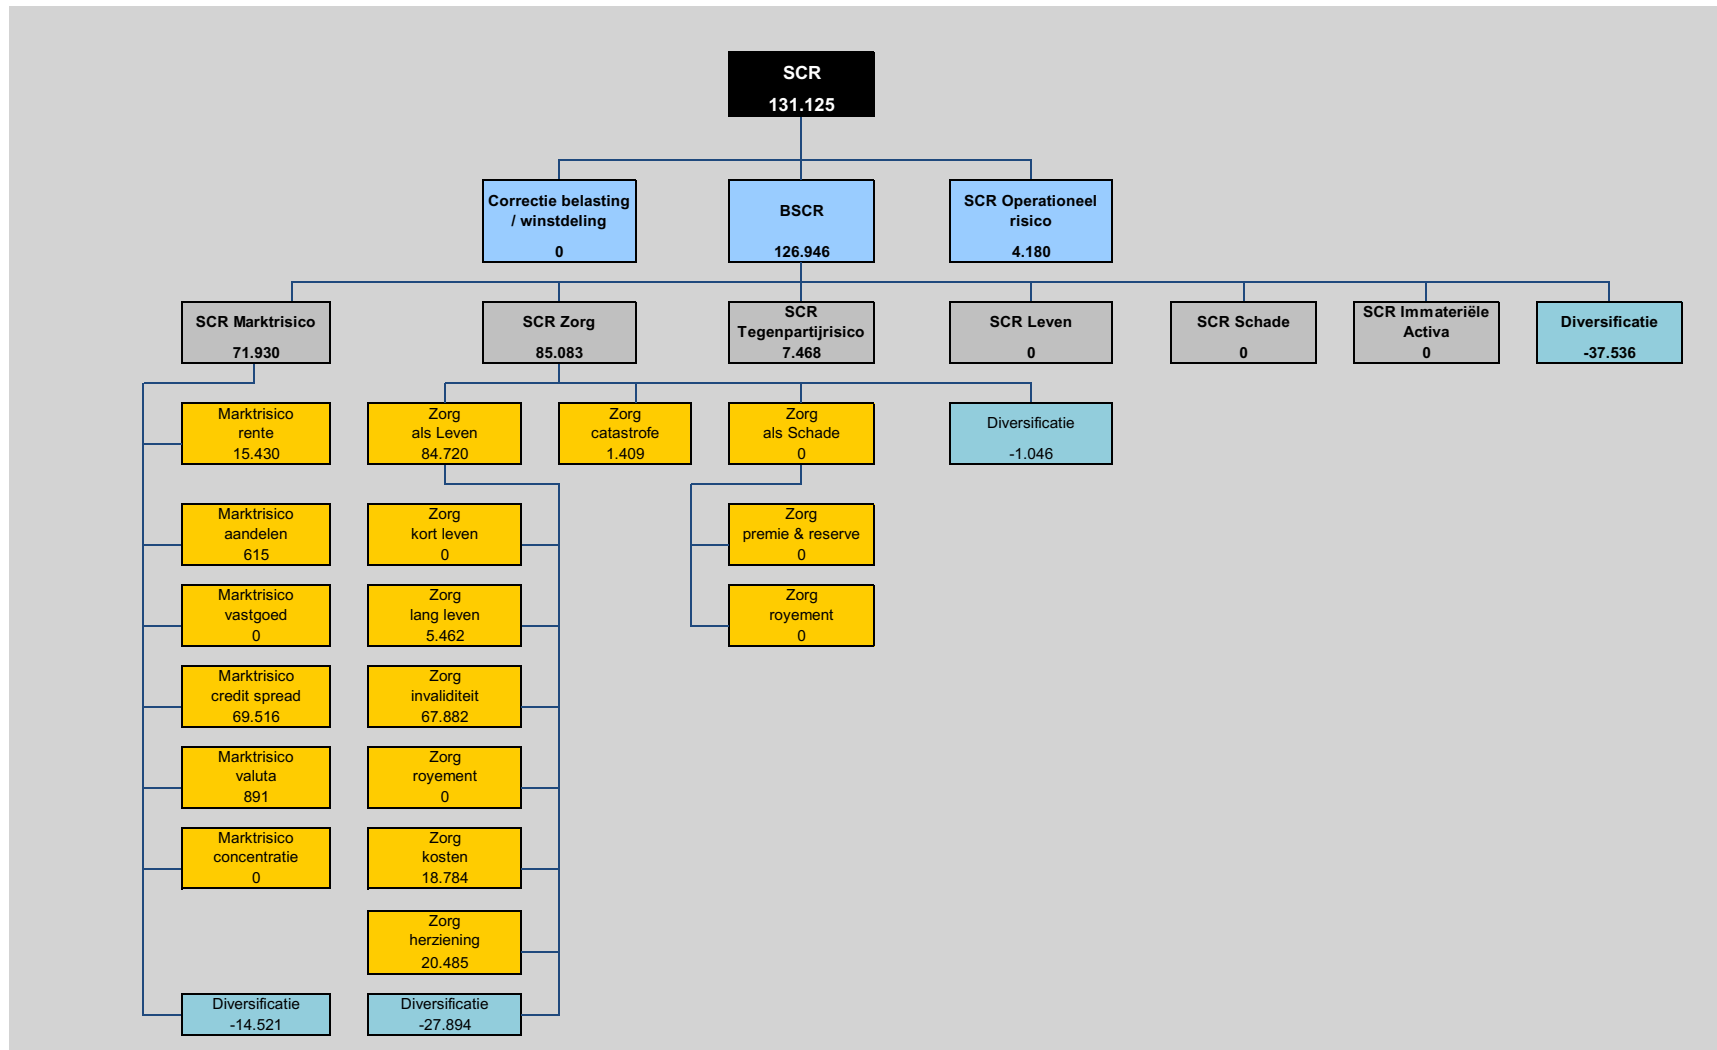 SCR
131.125
Correctie belasting
/ winstdeling
0
BSCR
126.946
SCR Operationeel
risico
4.180
SCR Marktrisico
71.930
SCR Zorg
85.083
SCR
Tegenpartijrisico
7.468
SCR Leven
0
SCR Schade
0
SCR Immateriële
Activa
0
Diversificatie
-37.536
Marktrisico
rente
15.430
Zorg
als Leven
84.720
Zorg
catastrofe
1.409
Zorg
als Schade
0
Diversificatie
-1.046
Marktrisico
aandelen
615
Zorg
kort leven
0
Zorg
premie & reserve
0
Marktrisico
vastgoed
0
Zorg
lang leven
5.462
Zorg
royement
0
Marktrisico
credit spread
69.516
Zorg
invaliditeit
67.882
Marktrisico
valuta
891
Zorg
royement
0
Marktrisico
concentratie
0
Zorg
kosten
18.784
Zorg
herziening
20.485
Diversificatie
-14.521
Diversificatie
-27.894